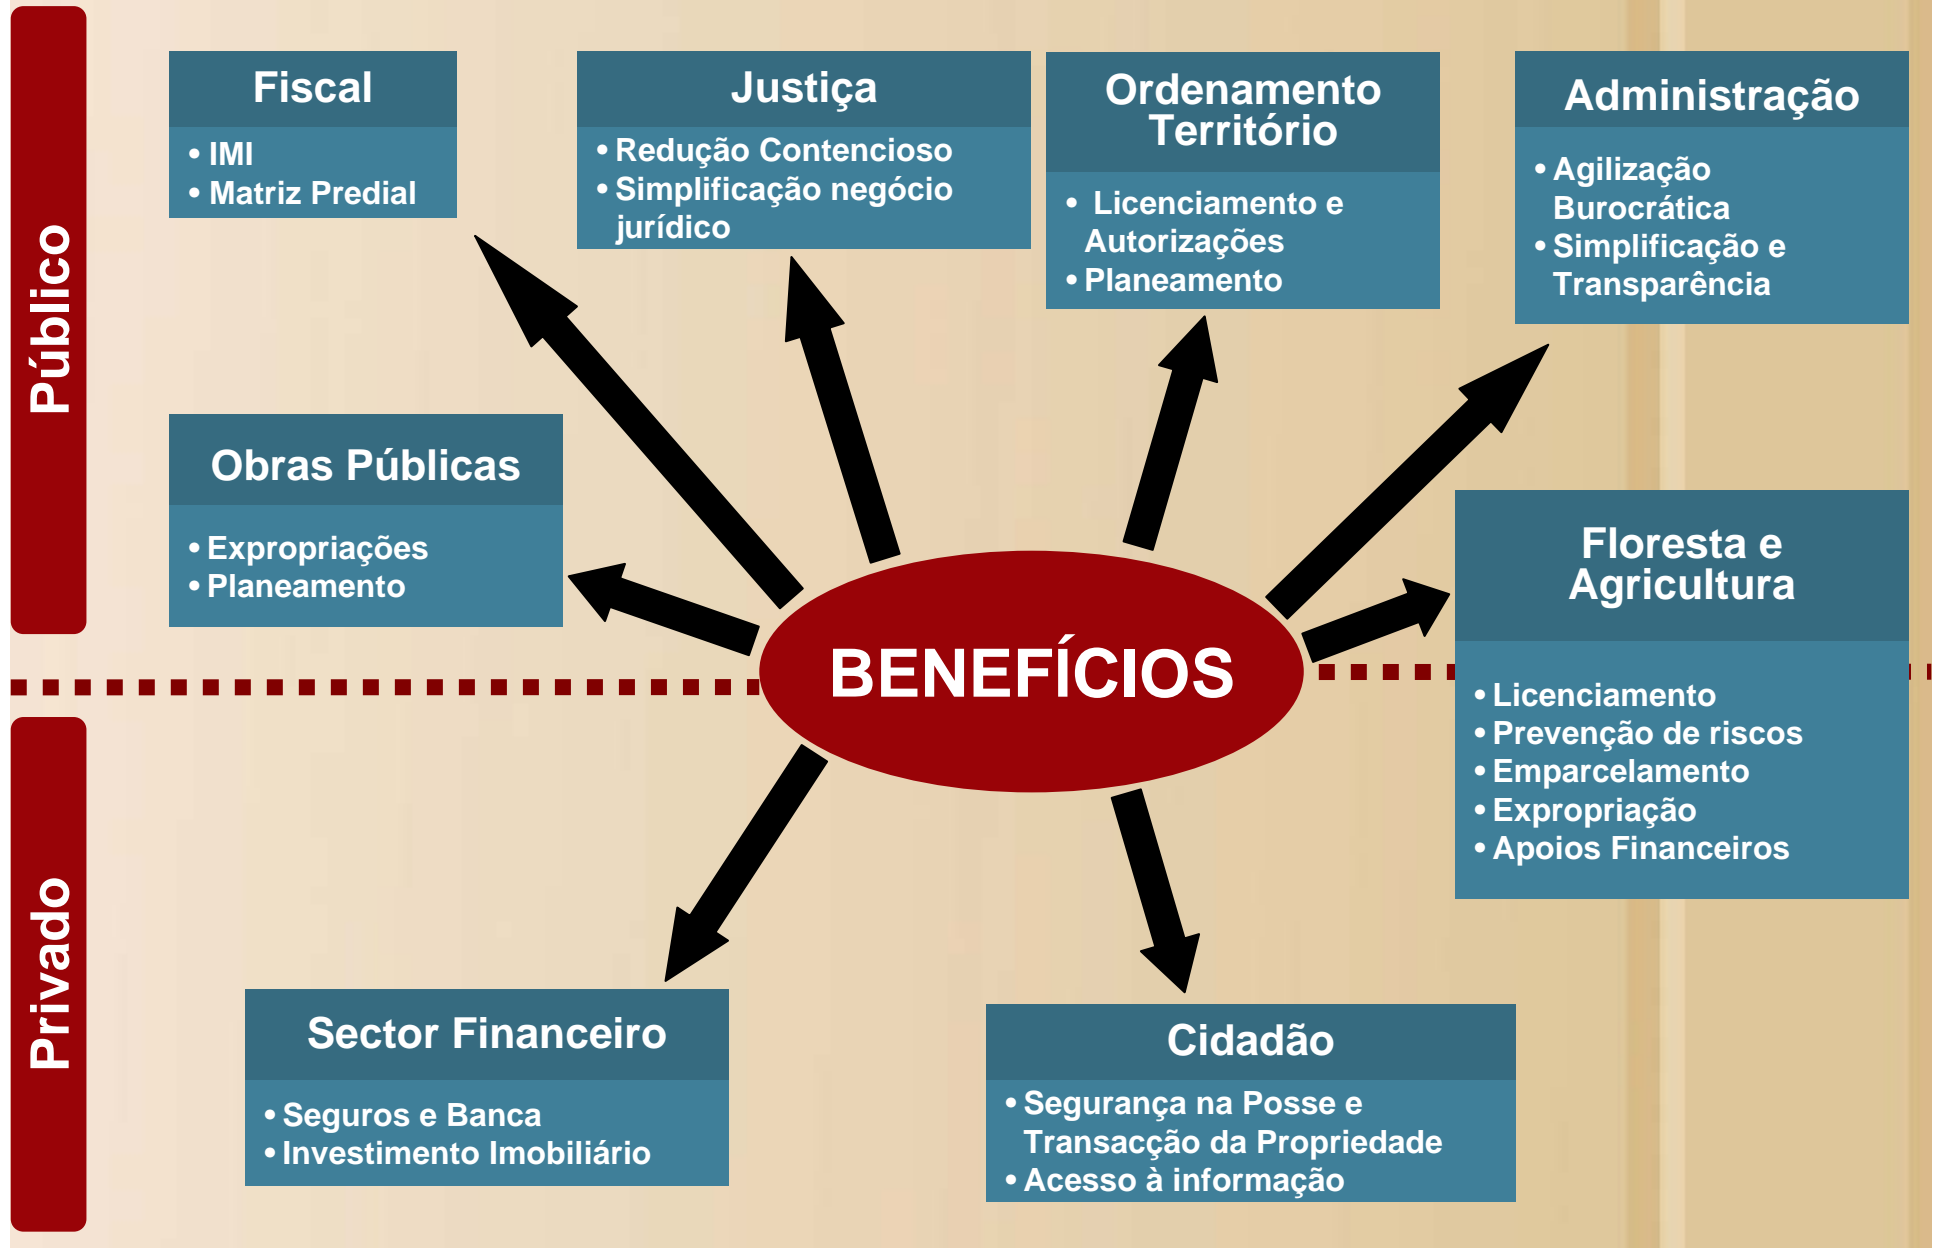 Público
Fiscal
• IMI
• Matriz Predial
Justiça
• Redução Contencioso
• Simplificação negócio
jurídico
Ordenamento
Território
• Licenciamento e
Autorizações
• Planeamento
Administração
• Agilização
Burocrática
• Simplificação e
Transparência
Obras Públicas
• Expropriações
• Planeamento
Floresta e
Agricultura
• Licenciamento
• Prevenção de riscos
• Emparcelamento
• Expropriação
• Apoios Financeiros
BENEFÍCIOS
Privado
Sector Financeiro
• Seguros e Banca
• Investimento Imobiliário
Cidadão
• Segurança na Posse e
Transacção da Propriedade
• Acesso à informação